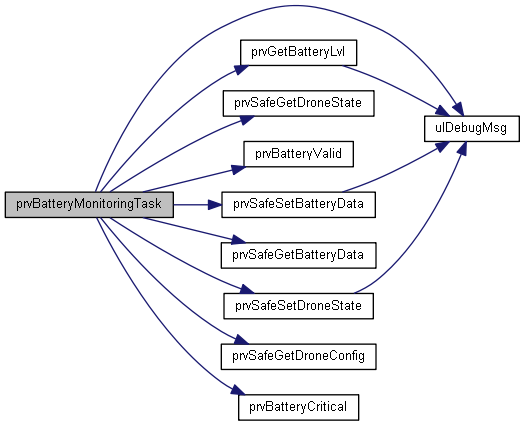 prvBatteryMonitoringTask
prvGetBatteryLvl
prvSafeGetDroneState
prvBatteryValid
prvSafeSetBatteryData
prvSafeGetBatteryData
prvSafeSetDroneState
prvSafeGetDroneConfig
prvBatteryCritical
ulDebugMsg